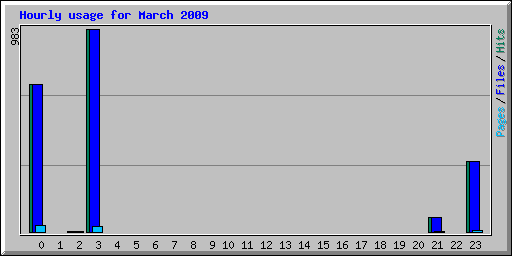 Hourly usage for March 2009
983
Pages/Files/Hits
0 1 2 3 4 5 6 7 8 9 10 11 12 13 14 15 16 17 18 19 20 21 22 23